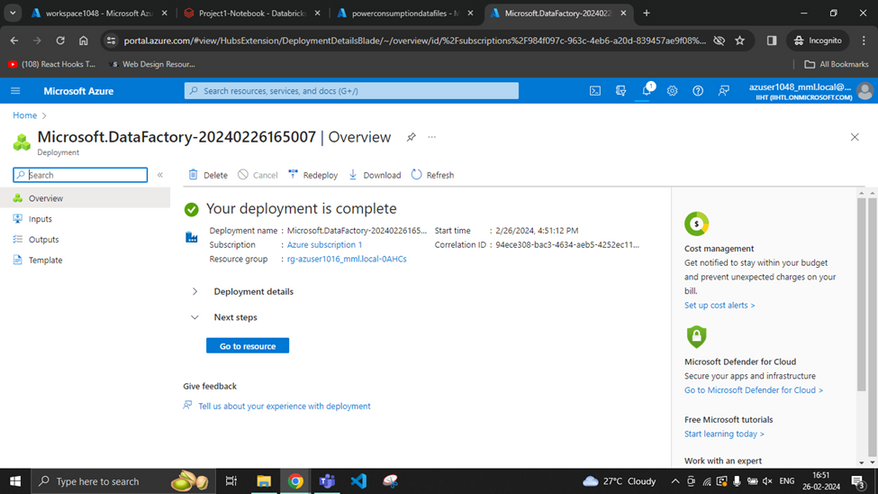 workspace1048 - Microsoft Az
Project1-Notebook - Databricks
powerconsumptiondatafiles - M
Microsoft.DataFactory-2024022
portal.azure.com/#view/HubsExtension/DeploymentDetailsBlade/~/overview/id/%2Fsubscriptions%2F984f097c-963c-4eb6-a20d-839457ae9f08%...
Incognito
(108) React Hooks T...
Web Design Resour...
All Bookmarks
Microsoft Azure
Search resources, services, and docs (G+/)
1
azuser1048_mml.local@...
IIHT (IIHTL.ONMICROSOFT.COM)
Home >
Microsoft.DataFactory-20240226165007 | Overview
Deployment
Search
Delete
Cancel
Redeploy
Download
Refresh
Overview
Inputs
Outputs
Template
Your deployment is complete
Deployment name : Microsoft.DataFactory-20240226165...
Start time : 2/26/2024, 4:51:12 PM
Subscription : Azure subscription 1
Correlation ID : 94ece308-bac3-4634-aeb5-4252ec11...
Resource group : rg-azuser1016_mml.local-0AHCs
Deployment details
Next steps
Go to resource
Give feedback
Tell us about your experience with deployment
Cost management
Get notified to stay within your budget
and prevent unexpected charges on your
bill.
Set up cost alerts >
Microsoft Defender for Cloud
Secure your apps and infrastructure
Go to Microsoft Defender for Cloud >
Free Microsoft tutorials
Start learning today >
Work with an expert
Type here to search
27°C Cloudy
ENG
16:51
26-02-2024
3